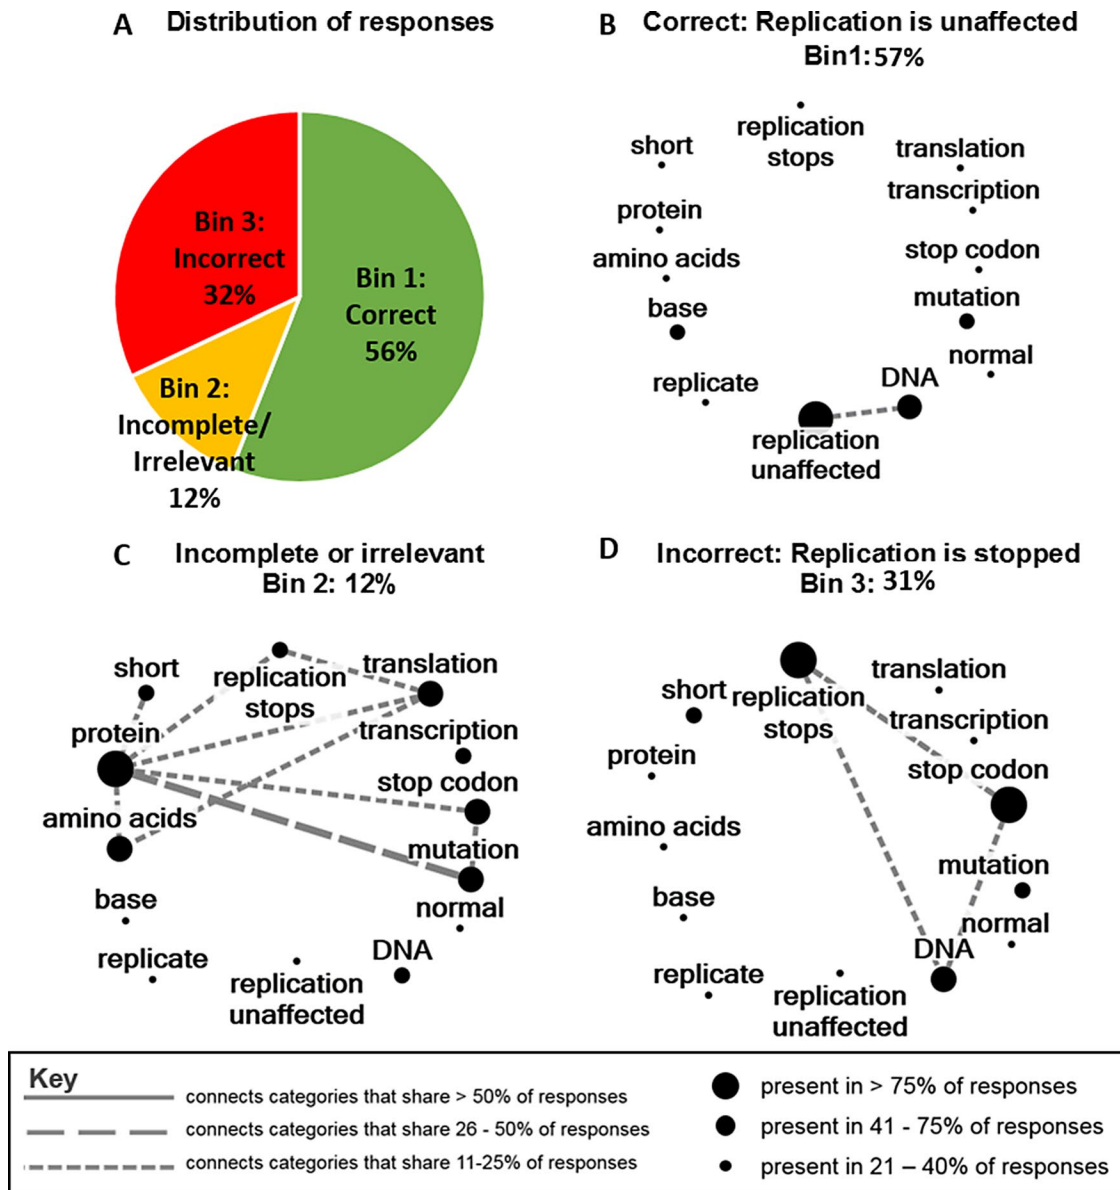 A Distribution of responses
Bin 3:
Incorrect
32%
Bin 1:
Correct
56%
Bin 2:
Incomplete/
Irrelevant
12%
B Correct: Replication is unaffected
Bin1: 57%
replication
stops
short
translation
transcription
protein
amino acids
stop codon
base
mutation
normal
replicate
DNA
replication
unaffected
C Incomplete or irrelevant
Bin 2: 12%
short
replication
stops
translation
protein
transcription
stop codon
amino acids
mutation
base
normal
replicate
DNA
replication
unaffected
D Incorrect: Replication is stopped
Bin 3: 31%
short
replication
stops
translation
transcription
protein
stop codon
amino acids
mutation
base
normal
DNA
replicate
replication
unaffected
Key
connects categories that share > 50% of responses
connects categories that share 26 - 50% of responses
connects categories that share 11-25% of responses
present in > 75% of responses
present in 41 - 75% of responses
present in 21 – 40% of responses